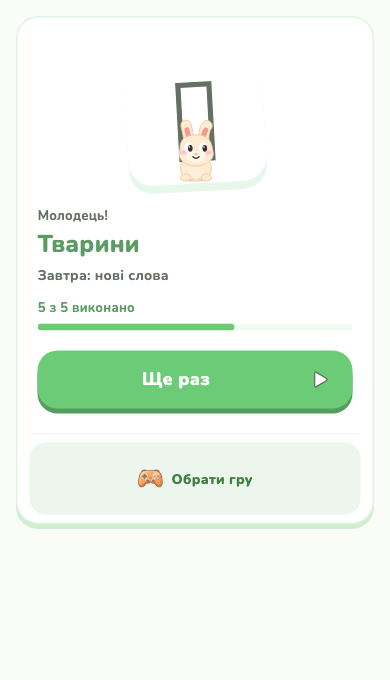 Молодець!
Тварини
Завтра: нові слова
5 з 5 виконано
Ще раз
Обрати гру